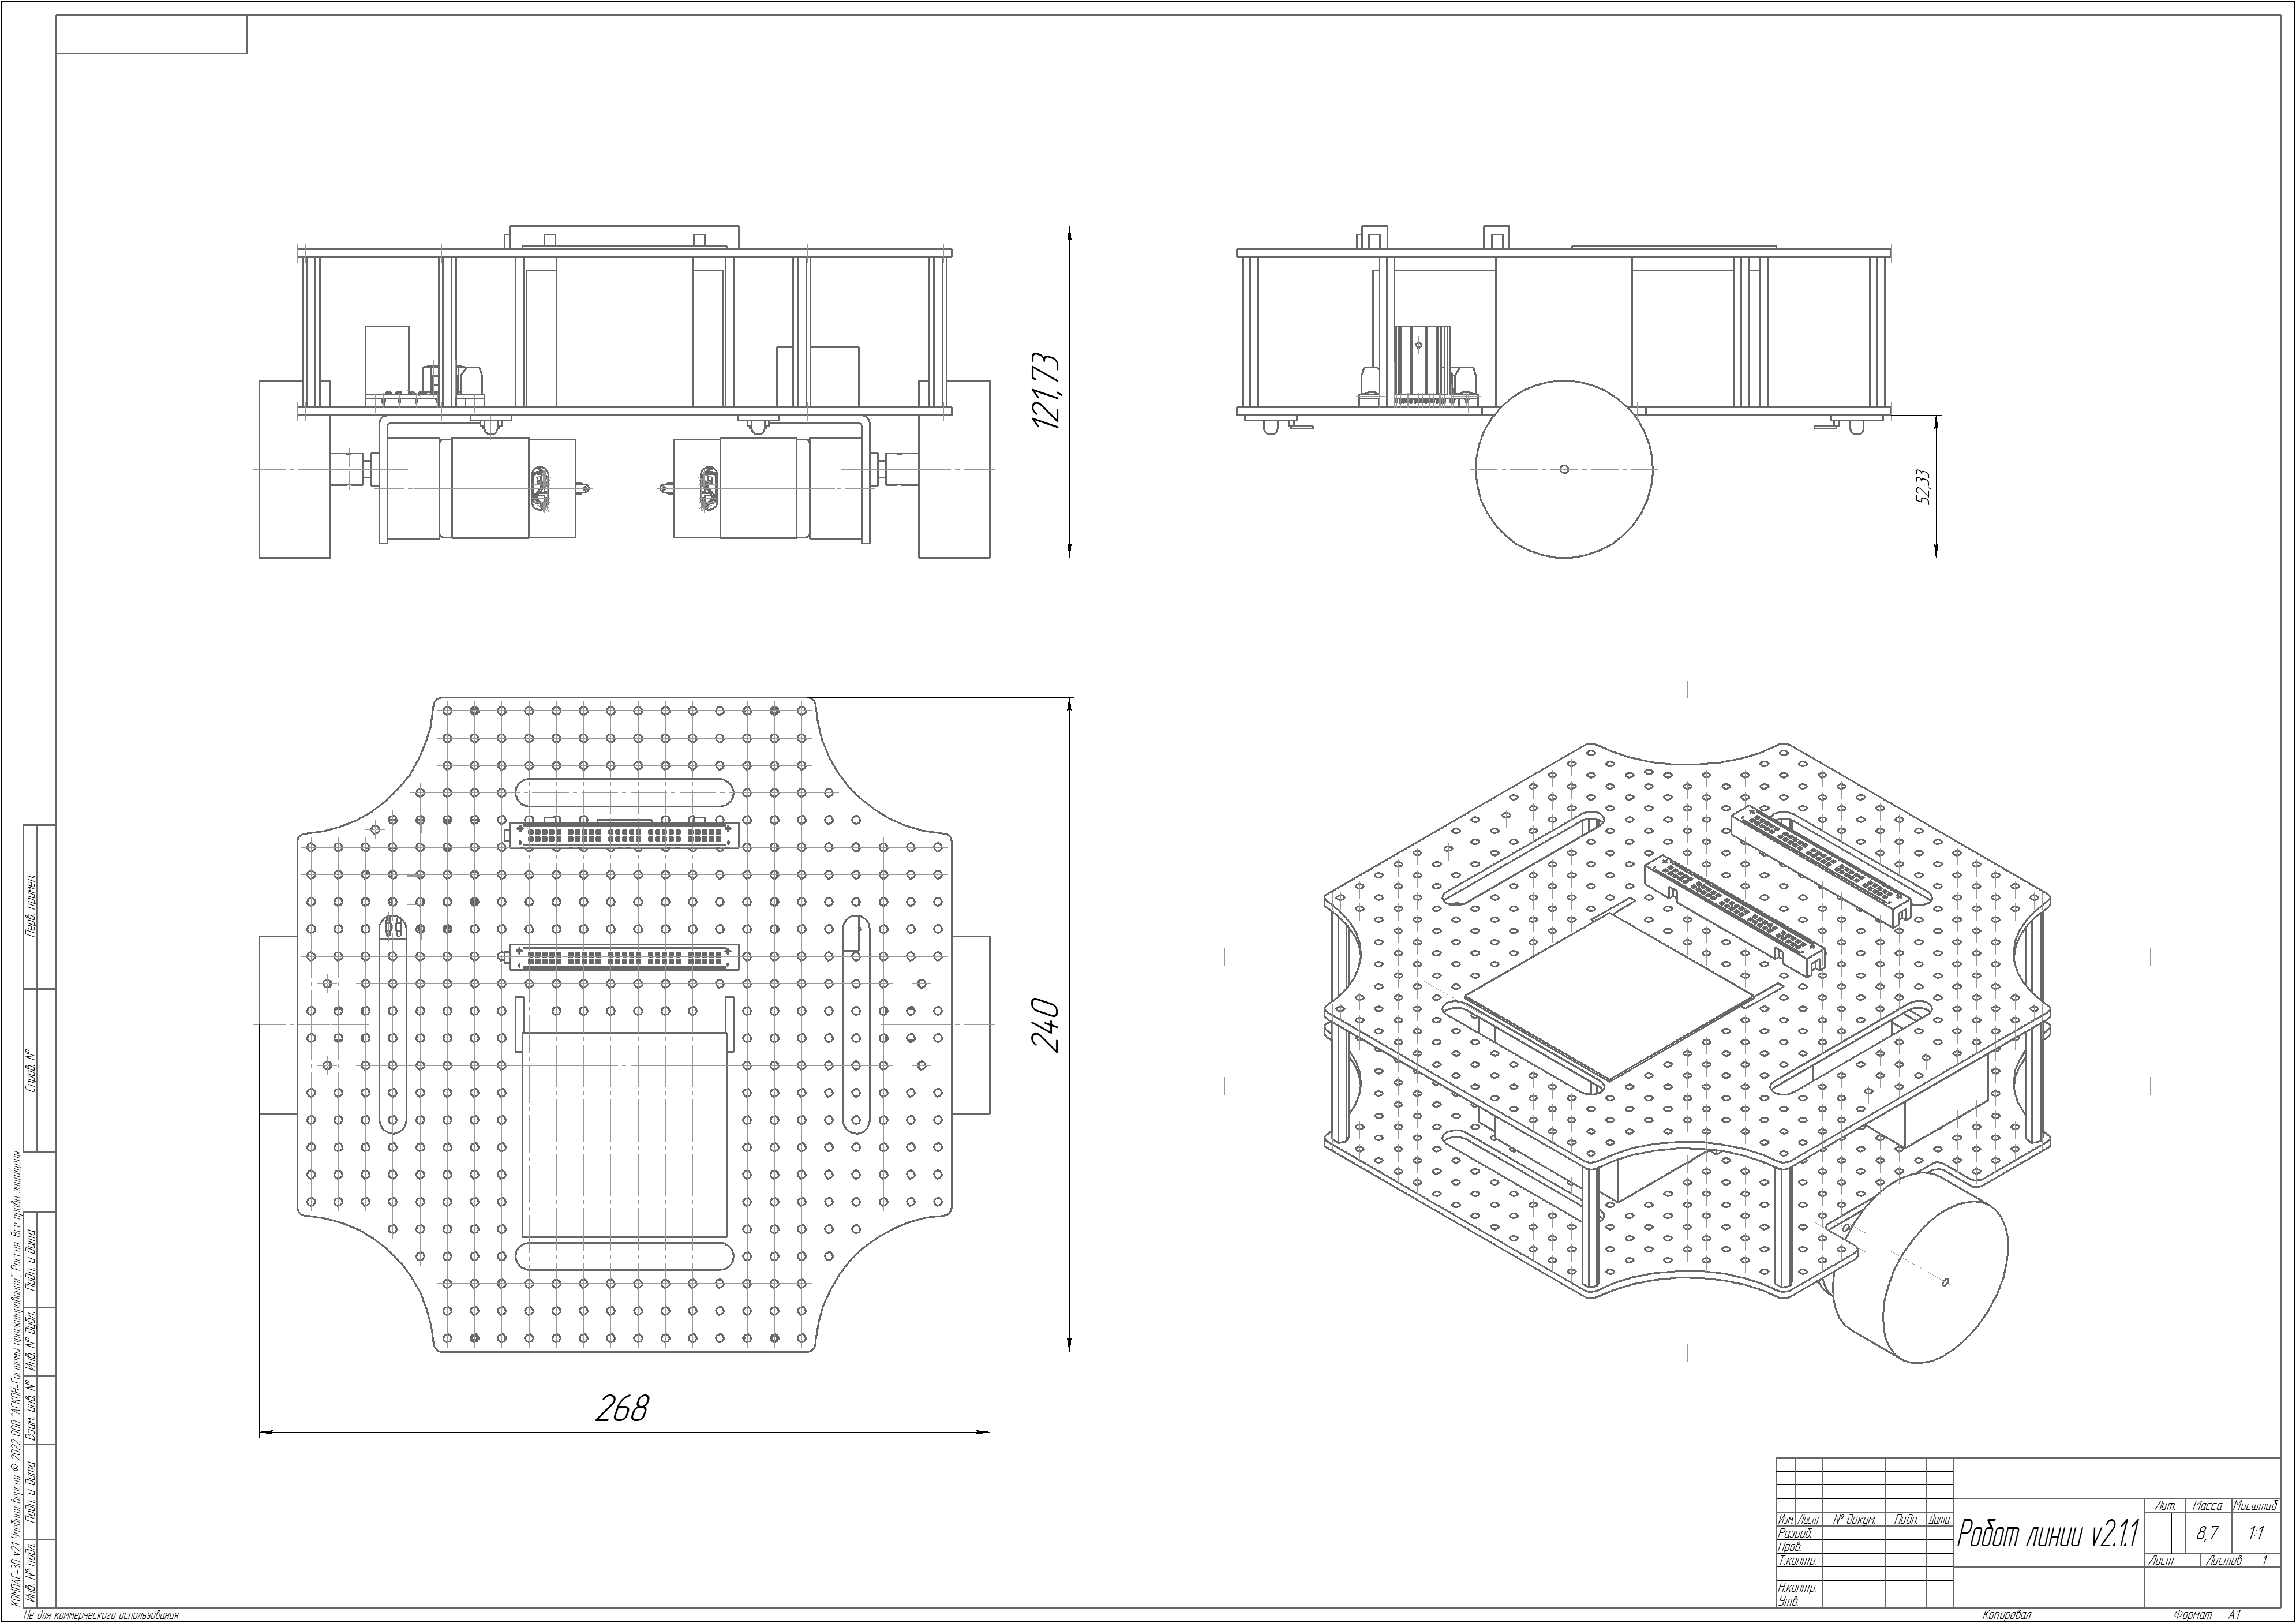 121,73
52,33
240
268
Перв. примен.
Справ. №
Подп. и дата
Инв. № дубл.
Взам. инв. №
Подп. и дата
Инв. № подл.
КОМПАС-3D v21 Учебная версия © 2022 ООО "АСКОН-Системы проектирования", Россия. Все права защищены.
Изм. Лист № докум. Подп. Дата
Разраб.
Пров.
Т.контр.
Н.контр.
Утв.
Робот линии v2.1.1
Лит. Масса Масштаб
8,7 1:1
Лист Листов 1
Не для коммерческого использования
Копировал Формат А1